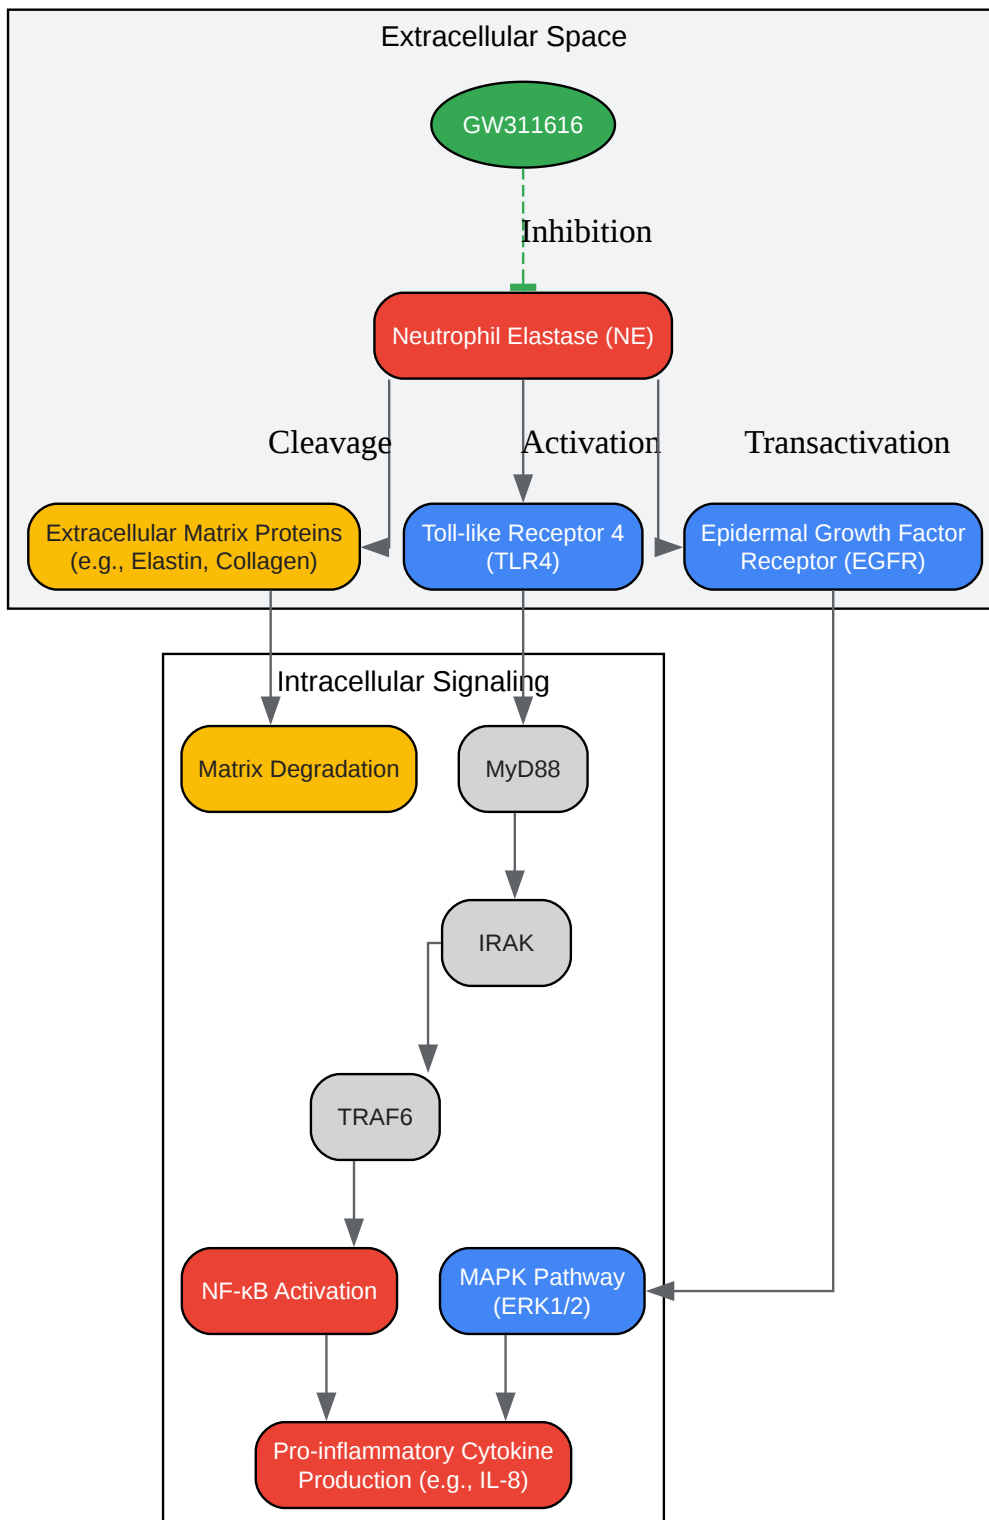 Extracellular Space
GW311616
Inhibition
Neutrophil Elastase (NE)
Cleavage
Activation
Transactivation
Extracellular Matrix Proteins
(e.g., Elastin, Collagen)
Toll-like Receptor 4
(TLR4)
Epidermal Growth Factor
Receptor (EGFR)
Intracellular Signaling
Matrix Degradation
MyD88
IRAK
TRAF6
NF-κB Activation
MAPK Pathway
(ERK1/2)
Pro-inflammatory Cytokine
Production (e.g., IL-8)